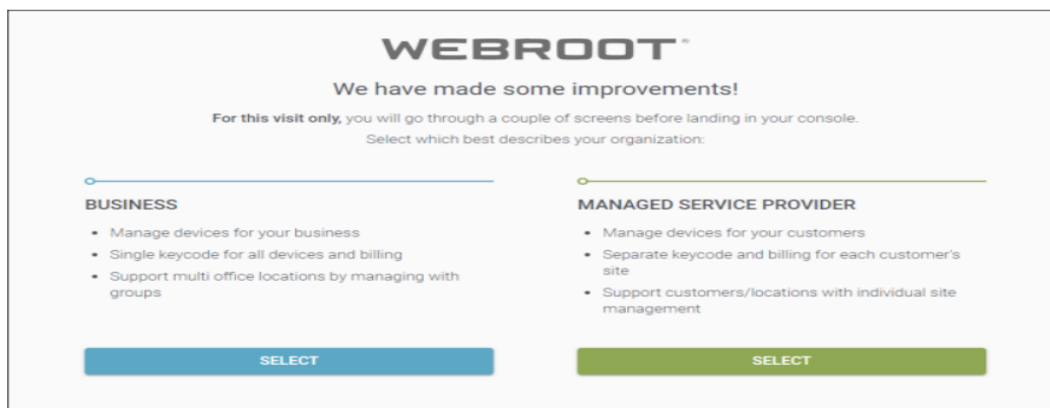 WEBROOT®
We have made some improvements!
For this visit only, you will go through a couple of screens before landing in your console.
Select which best describes your organization:
BUSINESS
• Manage devices for your business
• Single keycode for all devices and billing
• Support multi office locations by managing with
groups
SELECT
MANAGED SERVICE PROVIDER
• Manage devices for your customers
• Separate keycode and billing for each customer's
site
• Support customers/locations with individual site
management
SELECT